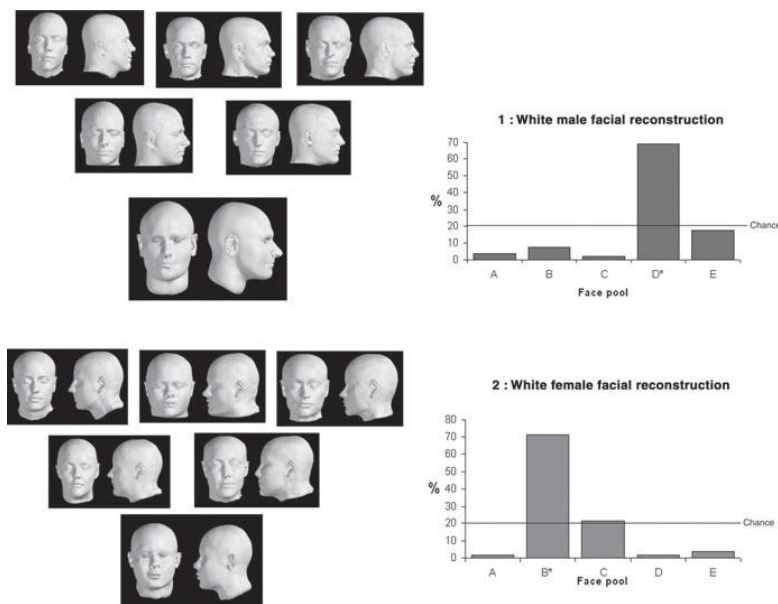 1 : White male facial reconstruction
70
60
50
40
30
20
10
0
%
Chance
A B C D* E
Face pool
2 : White female facial reconstruction
80
70
60
50
40
30
20
10
0
%
Chance
A B* C D E
Face pool